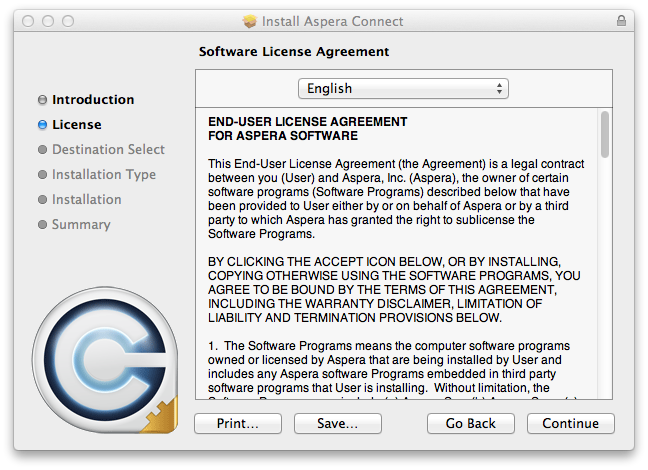 Install Aspera Connect
Software License Agreement
Introduction
License
Destination Select
Installation Type
Installation
Summary
English
END-USER LICENSE AGREEMENT
FOR ASPERA SOFTWARE
This End-User License Agreement (the Agreement) is a legal contract
between you (User) and Aspera, Inc. (Aspera), the owner of certain
software programs (Software Programs) described below that have
been provided to User either by or on behalf of Aspera or by a third
party to which Aspera has granted the right to sublicense the
Software Programs.
BY CLICKING THE ACCEPT ICON BELOW, OR BY INSTALLING,
COPYING OTHERWISE USING THE SOFTWARE PROGRAMS, YOU
AGREE TO BE BOUND BY THE TERMS OF THIS AGREEMENT,
INCLUDING THE WARRANTY DISCLAIMER, LIMITATION OF
LIABILITY AND TERMINATION PROVISIONS BELOW.
1.  The Software Programs means the computer software programs
owned or licensed by Aspera that are being installed by User and
includes any Aspera software Programs embedded in third party
software programs that User is installing.  Without limitation, the
Print...
Save...
Go Back
Continue